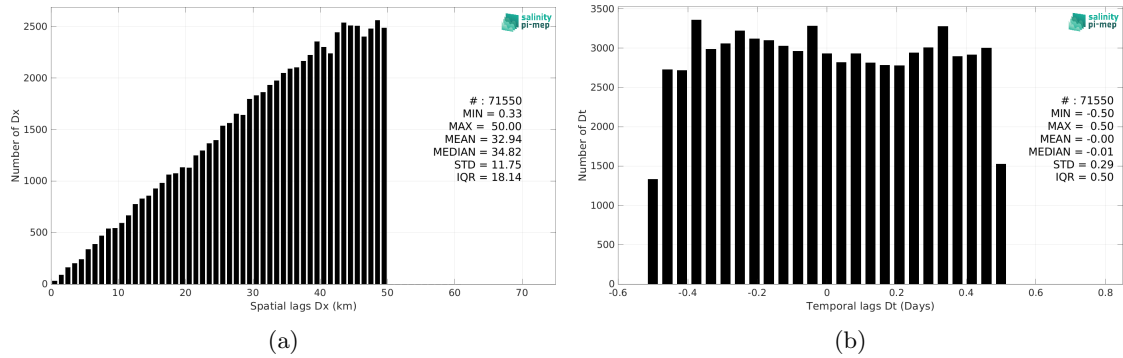 salinity
pi-mep
2500
2000
1500
1000
500
0
Number of Dx
# : 71550
MIN = 0.33
MAX = 50.00
MEAN = 32.94
MEDIAN = 34.82
STD = 11.75
IQR = 18.14
0 10 20 30 40 50 60 70
Spatial lags Dx (km)
(a)
salinity
pi-mep
3500
3000
2500
2000
1500
1000
500
0
Number of Dt
# : 71550
MIN = -0.50
MAX = 0.50
MEAN = -0.00
MEDIAN = -0.01
STD = 0.29
IQR = 0.50
-0.6 -0.4 -0.2 0 0.2 0.4 0.6 0.8
Temporal lags Dt (Days)
(b)